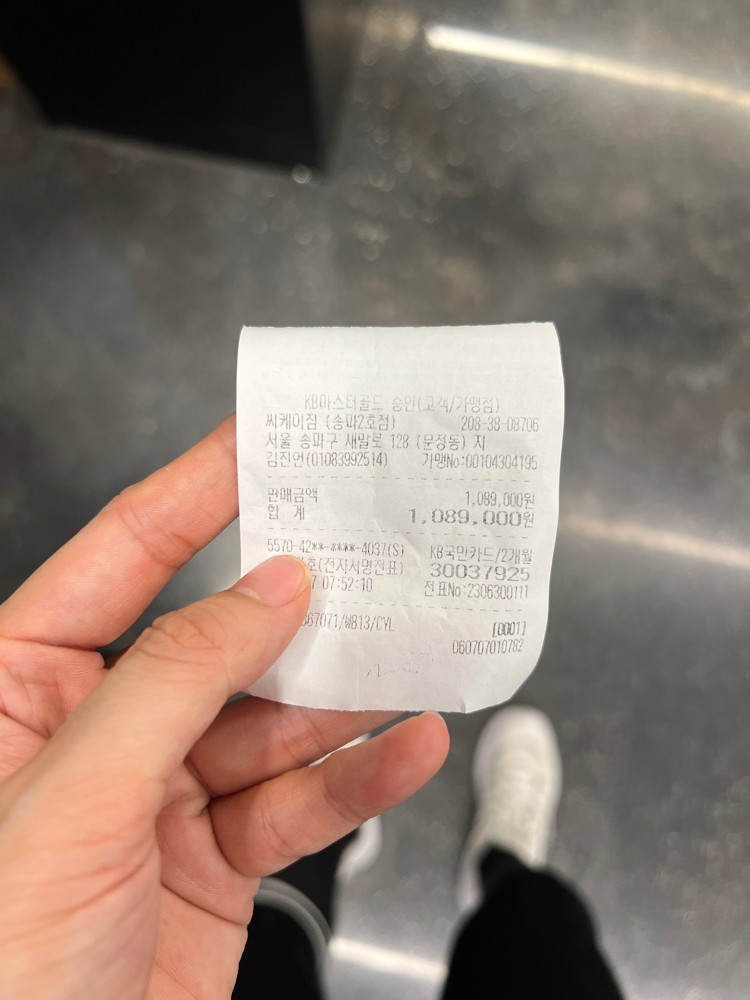 KB마스터골드 승인(고객/가맹점)
씨케이짐 (송파2호점) 208-38-08706
서울 송파구 새말로 128 (문정동) 지
김진언(01083992514) 가맹No:00104304195
판매금액 1,089,000원
합 계 1,089,000원
5570-42**-****-4037(S) KB국민카드/2개월
호(전자서명전표) 30037925
07:52:10 전표No:2306300111
67071/WB13/CYL [0001]
060707010782